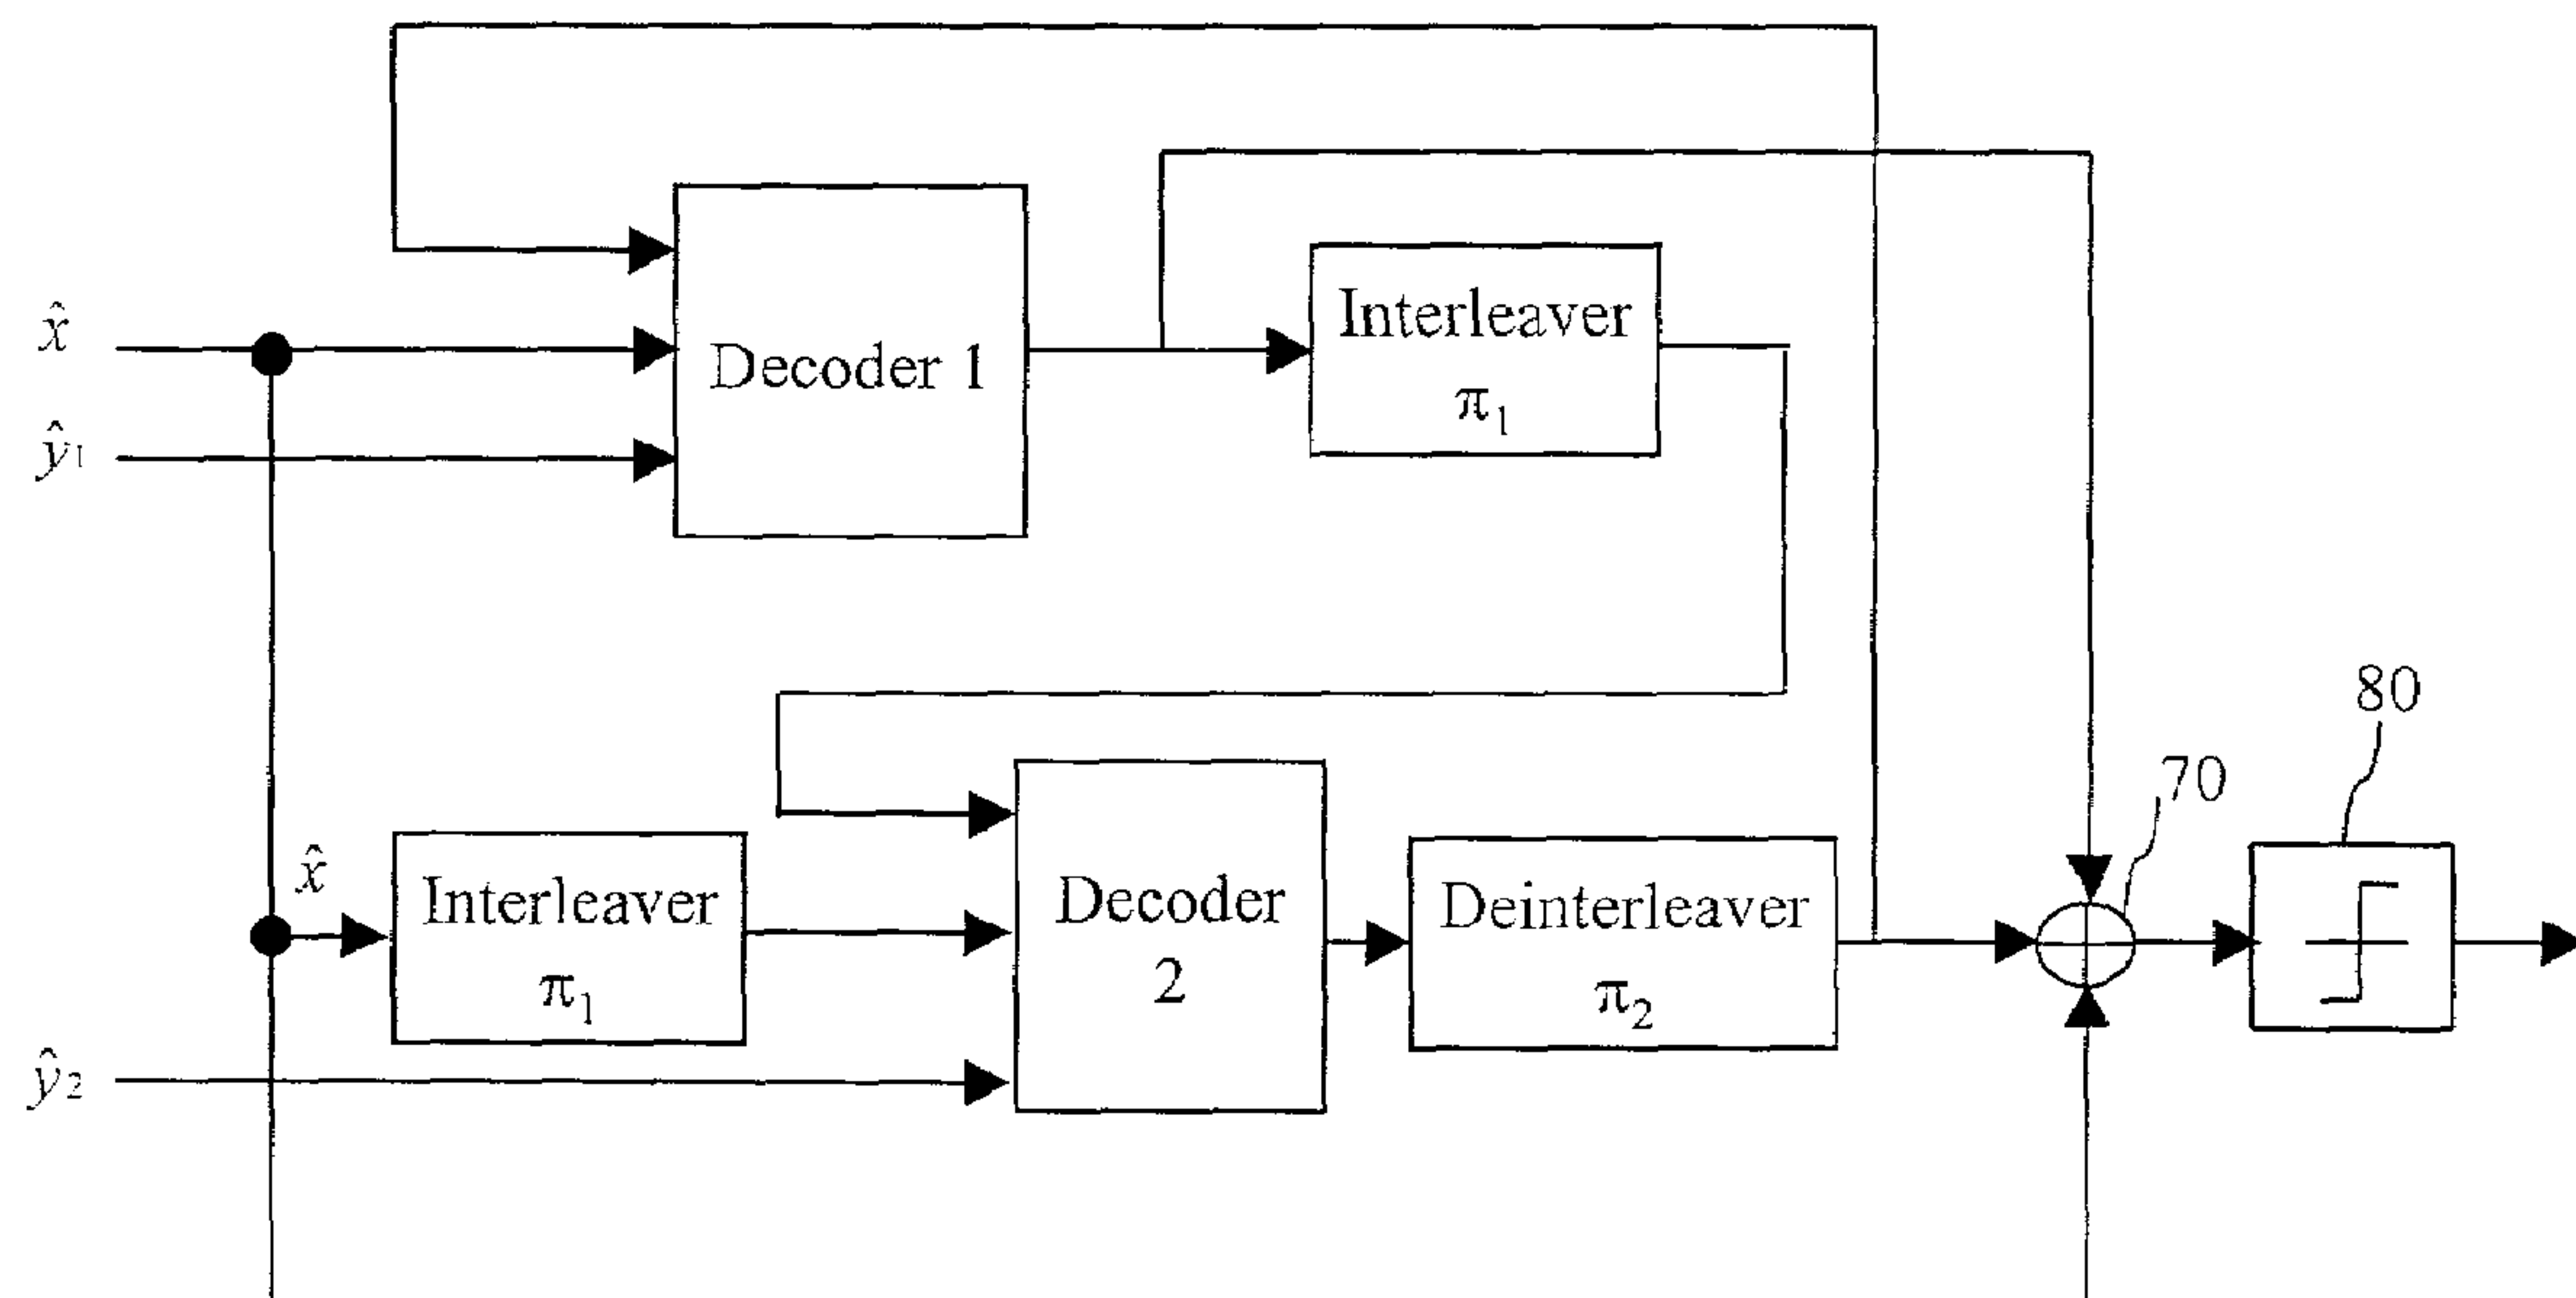 x̂
Decoder 1
Interleaver
π₁
ŷ₁
80
70
x̂
Interleaver
π₁
Decoder
2
Deinterleaver
π₂
ŷ₂